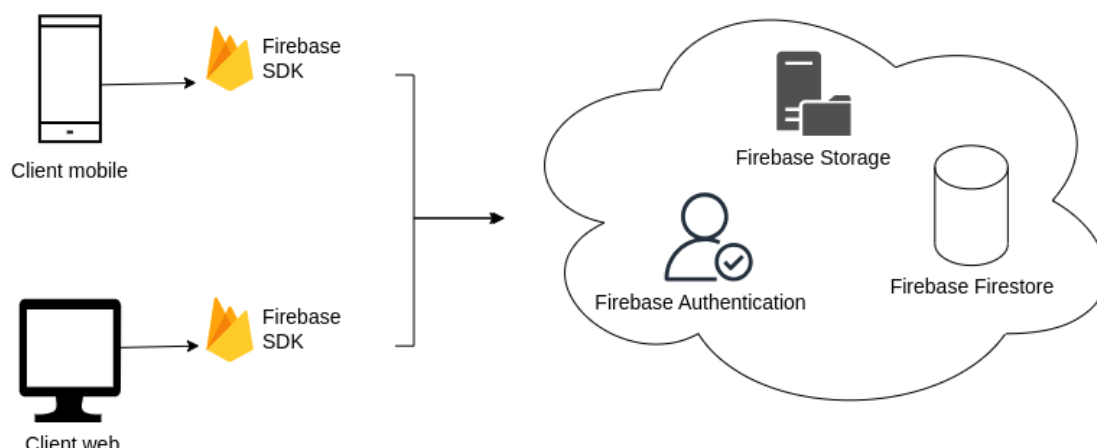 Firebase
SDK
Client mobile
Firebase Storage
Firebase Authentication
Firebase Firestore
Firebase
SDK
Client web